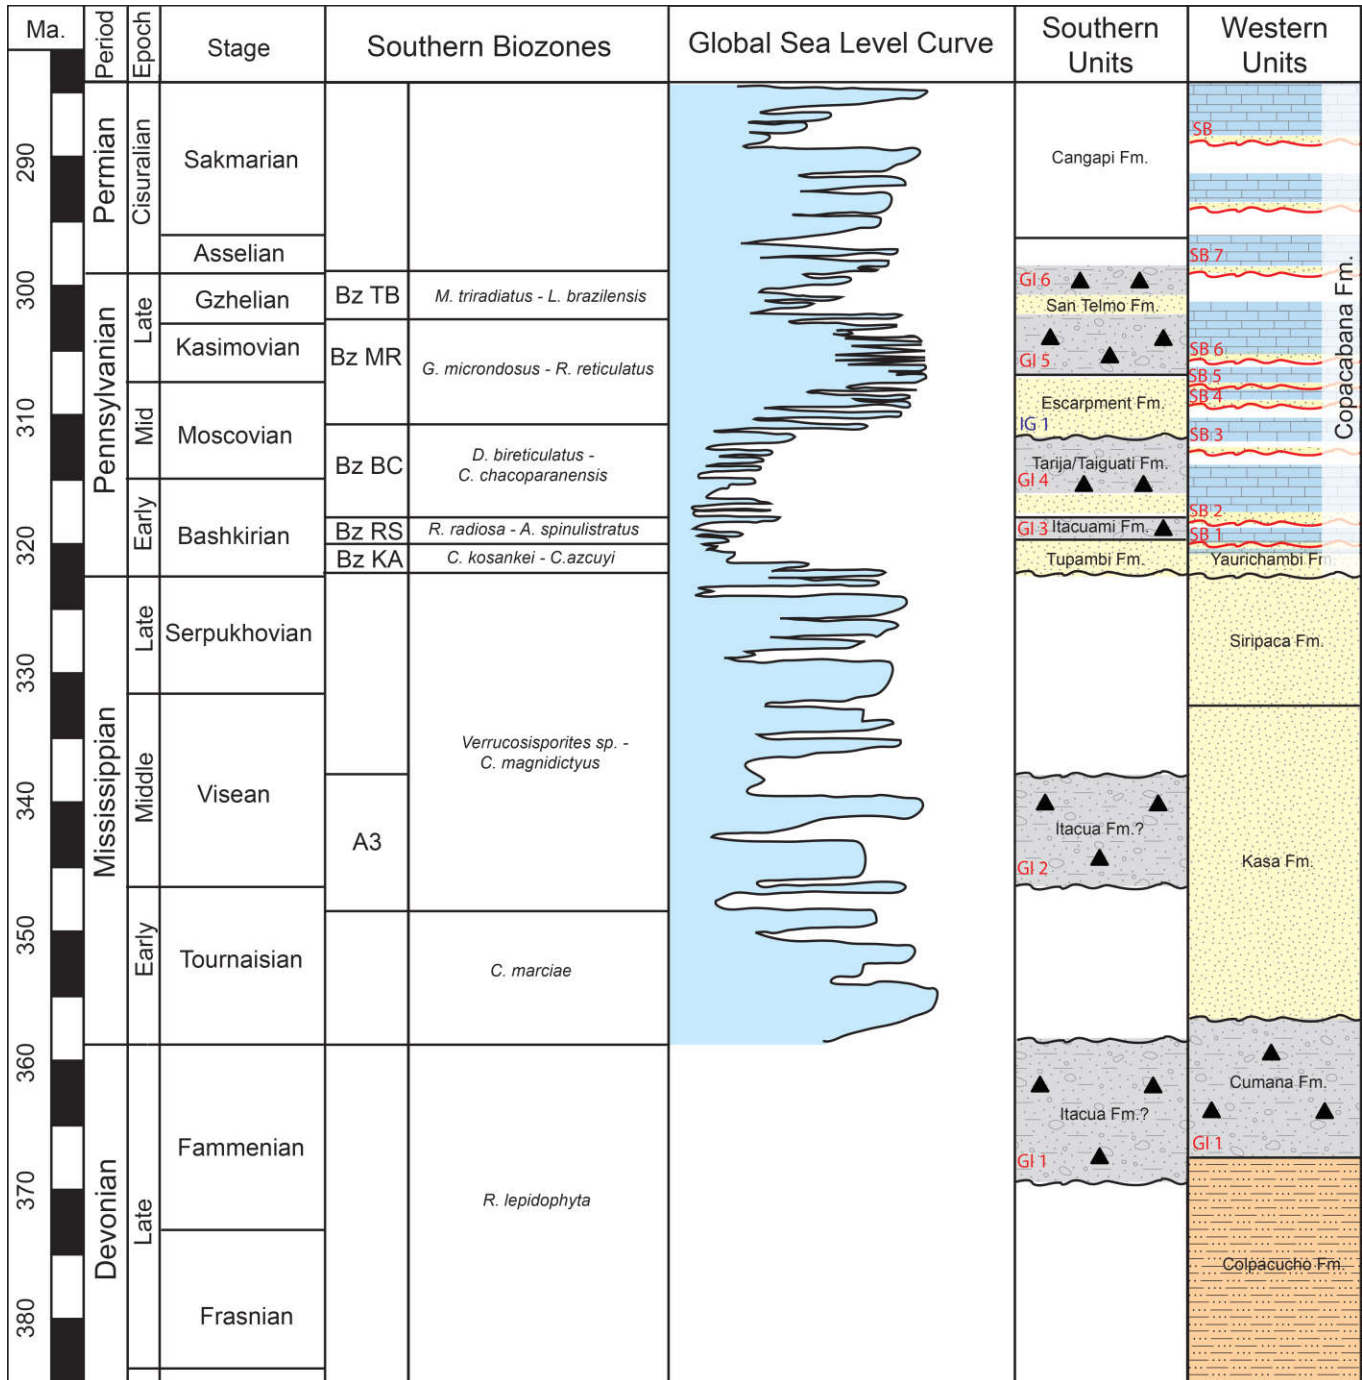 Ma.
Period
Epoch
Stage
Southern Biozones
Global Sea Level Curve
Southern
Units
Western
Units
290
300
310
320
330
340
350
360
370
380
Permian
Pennsylvanian
Mississippian
Devonian
Cisuralian
Late
Mid
Early
Late
Middle
Early
Late
Sakmarian
Asselian
Gzhelian
Kasimovian
Moscovian
Bashkirian
Serpukhovian
Visean
Tournaisian
Fammenian
Frasnian
Bz TB
Bz MR
Bz BC
Bz RS
Bz KA
A3
M. triradiatus - L. brazilensis
G. microndosus - R. reticulatus
D. bireticulatus -
C. chacoparanensis
R. radiosa - A. spinulistratus
C. kosankei - C.azcuyi
Verrucosisporites sp. -
C. magnidictyus
C. marciae
R. lepidophyta
Cangapi Fm.
GI 6
San Telmo Fm.
GI 5
Escarpment Fm.
IG 1
Tarija/Taiguati Fm.
GI 4
GI 3
Itacuami Fm.
Tupambi Fm.
Itacua Fm.?
GI 2
Itacua Fm.?
GI 1
SB
SB 7
SB 6
SB 5
SB 4
SB 3
SB 2
SB 1
Copacabana Fm.
Yaurichambi Fm.
Siripaca Fm.
Kasa Fm.
Cumana Fm.
GI 1
Colpacucho Fm.